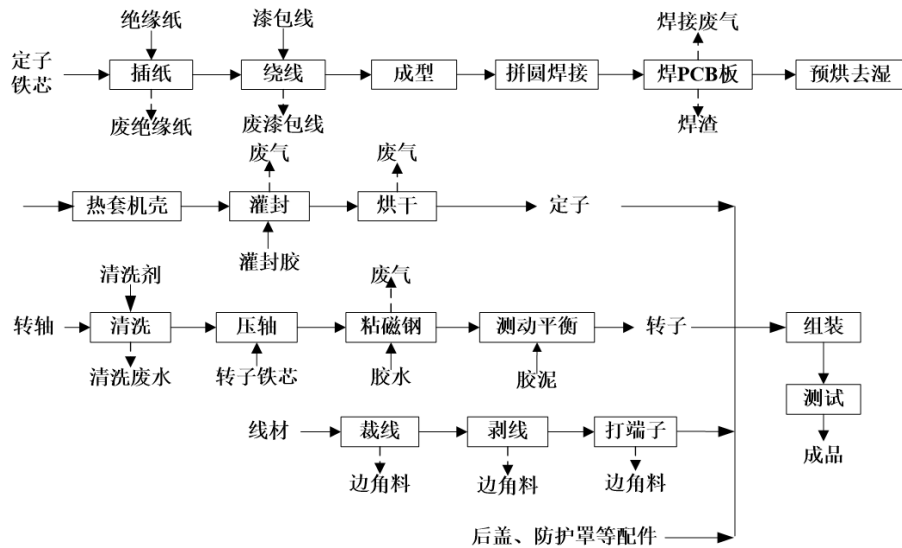 绝缘纸
漆包线
焊接废气
定子
铁芯
插纸
绕线
成型
拼圆焊接
焊PCB板
预烘去湿
废绝缘纸
废漆包线
焊渣
废气
废气
热套机壳
灌封
烘干
定子
灌封胶
清洗剂
废气
转轴
清洗
压轴
粘磁钢
测动平衡
转子
组装
清洗废水
转子铁芯
胶水
胶泥
测试
线材
裁线
剥线
打端子
成品
边角料
边角料
边角料
后盖、防护罩等配件